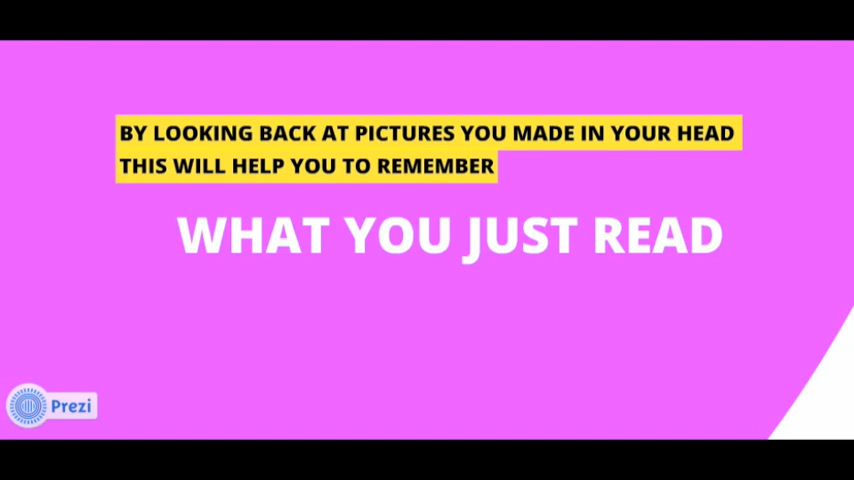 BY LOOKING BACK AT PICTURES YOU MADE IN YOUR HEAD
THIS WILL HELP YOU TO REMEMBER
WHAT YOU JUST READ
Prezi